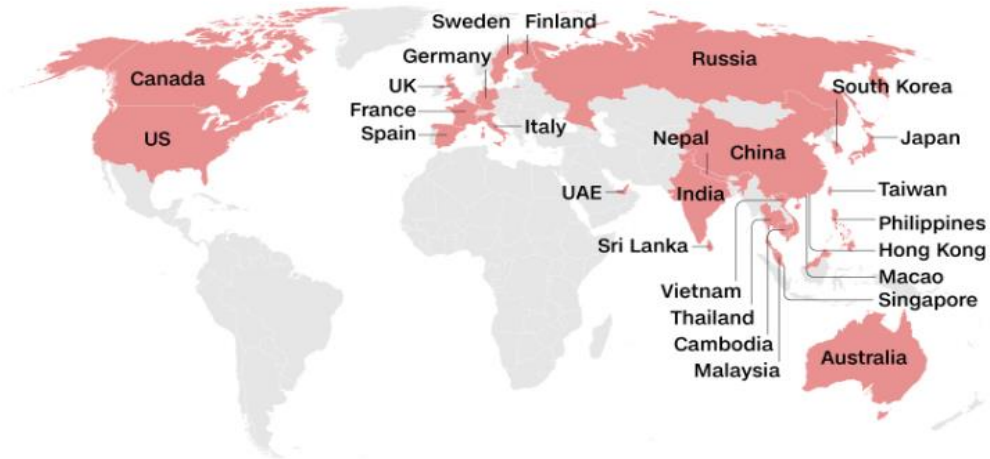 Sweden
Finland
Germany
Canada
Russia
UK
South Korea
France
US
Spain
Italy
Nepal
China
Japan
UAE
India
Taiwan
Philippines
Sri Lanka
Hong Kong
Macao
Vietnam
Singapore
Thailand
Cambodia
Australia
Malaysia